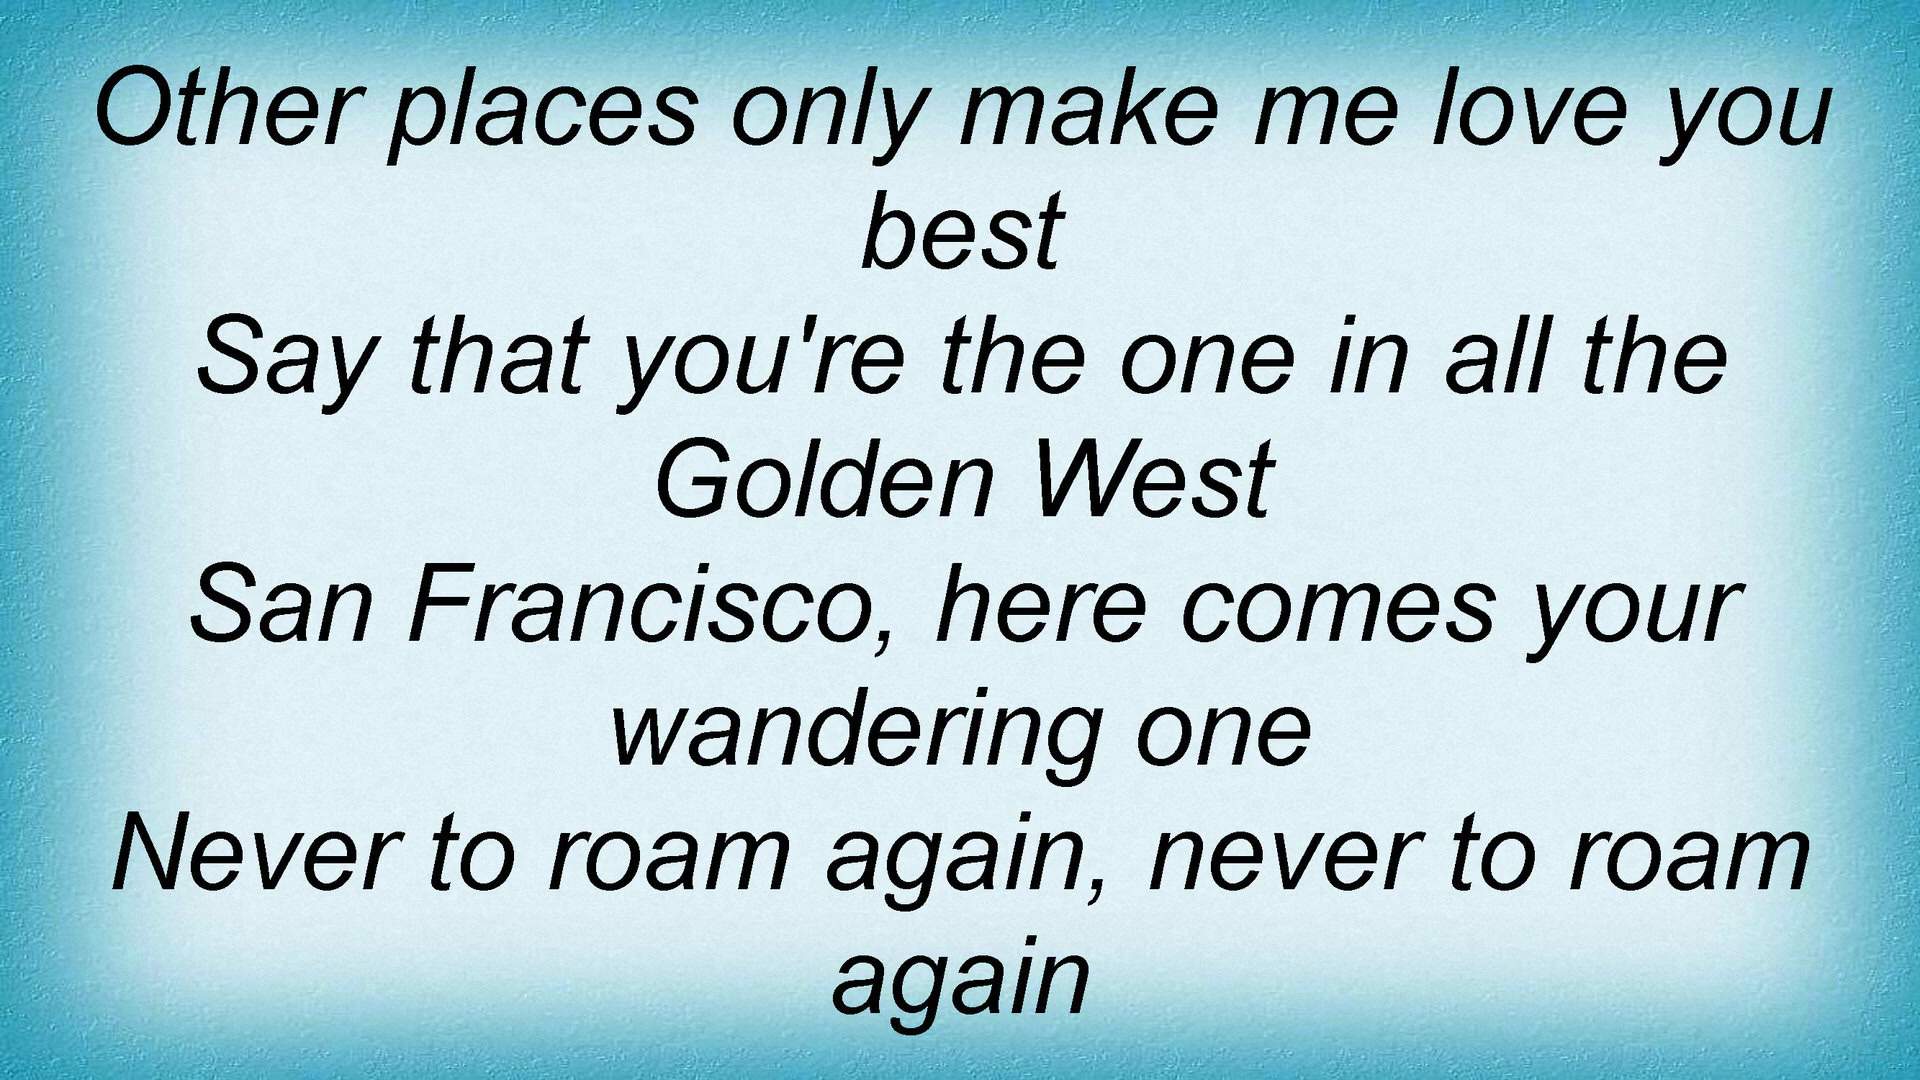 Other places only make me love you
best
Say that you're the one in all the
Golden West
San Francisco, here comes your
wandering one
Never to roam again, never to roam
again